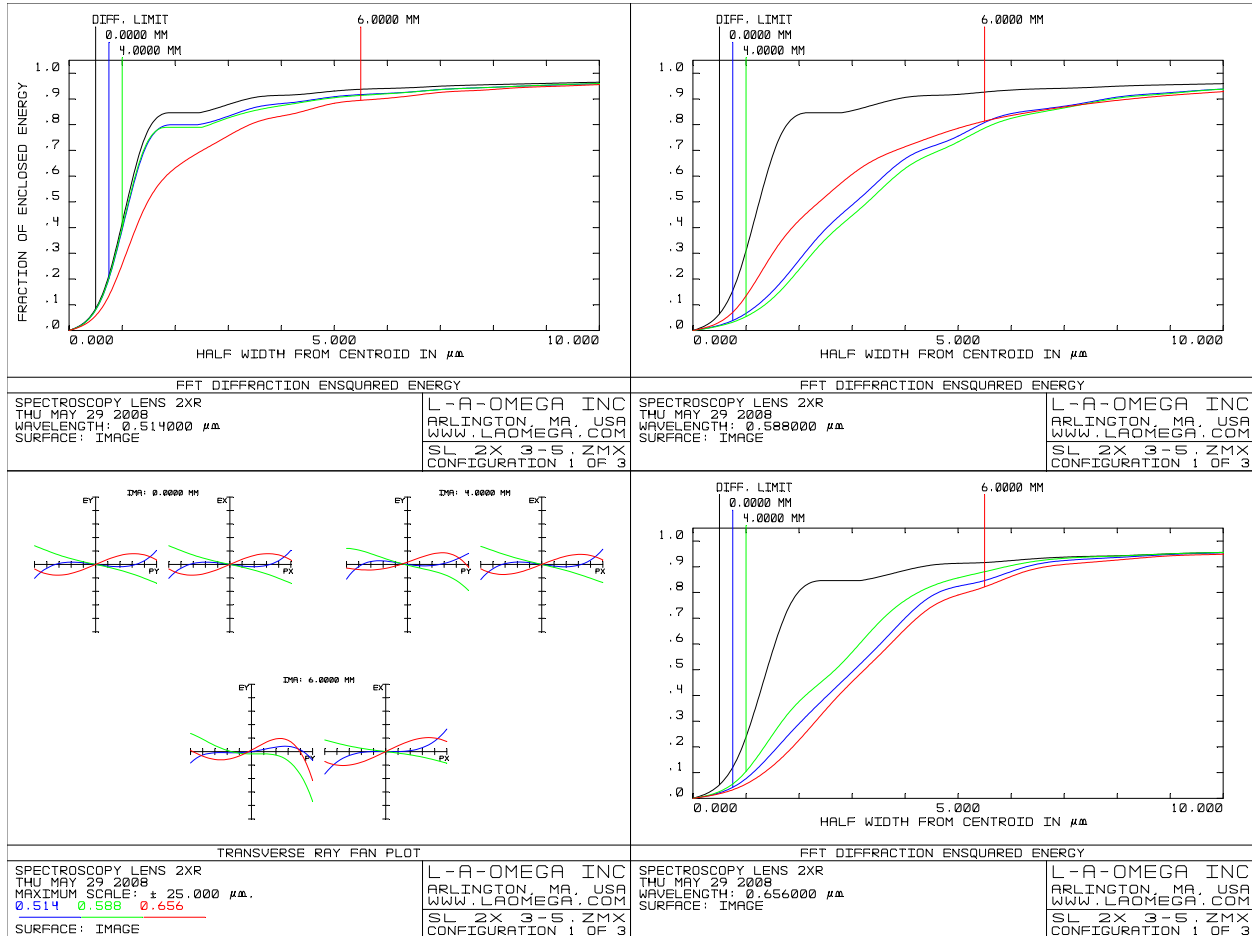 DIFF. LIMIT
0.0000 MM
4.0000 MM
6.0000 MM
FRACTION OF ENCLOSED ENERGY
1.0
.9
.8
.7
.6
.5
.4
.3
.2
.1
.0
0.000
5.000
10.000
HALF WIDTH FROM CENTROID IN µm
FFT DIFFRACTION ENSQUARED ENERGY
SPECTROSCOPY LENS 2XR
THU MAY 29 2008
WAVELENGTH: 0.514000 µm
SURFACE: IMAGE
L-A-OMEGA INC
ARLINGTON, MA, USA
WWW.LAOMEGA.COM
SL 2X 3-5.ZMX
CONFIGURATION 1 OF 3
DIFF. LIMIT
0.0000 MM
4.0000 MM
6.0000 MM
1.0
.9
.8
.7
.6
.5
.4
.3
.2
.1
.0
0.000
5.000
10.000
HALF WIDTH FROM CENTROID IN µm
FFT DIFFRACTION ENSQUARED ENERGY
SPECTROSCOPY LENS 2XR
THU MAY 29 2008
WAVELENGTH: 0.588000 µm
SURFACE: IMAGE
L-A-OMEGA INC
ARLINGTON, MA, USA
WWW.LAOMEGA.COM
SL 2X 3-5.ZMX
CONFIGURATION 1 OF 3
IMA: 0.0000 MM
EY
PY
EX
PX
IMA: 4.0000 MM
EY
PY
EX
PX
IMA: 6.0000 MM
EY
PY
EX
PX
TRANSVERSE RAY FAN PLOT
SPECTROSCOPY LENS 2XR
THU MAY 29 2008
MAXIMUM SCALE: ± 25.000 µm.
0.514 0.588 0.656
SURFACE: IMAGE
L-A-OMEGA INC
ARLINGTON, MA, USA
WWW.LAOMEGA.COM
SL 2X 3-5.ZMX
CONFIGURATION 1 OF 3
DIFF. LIMIT
0.0000 MM
4.0000 MM
6.0000 MM
1.0
.9
.8
.7
.6
.5
.4
.3
.2
.1
.0
0.000
5.000
10.000
HALF WIDTH FROM CENTROID IN µm
FFT DIFFRACTION ENSQUARED ENERGY
SPECTROSCOPY LENS 2XR
THU MAY 29 2008
WAVELENGTH: 0.656000 µm
SURFACE: IMAGE
L-A-OMEGA INC
ARLINGTON, MA, USA
WWW.LAOMEGA.COM
SL 2X 3-5.ZMX
CONFIGURATION 1 OF 3